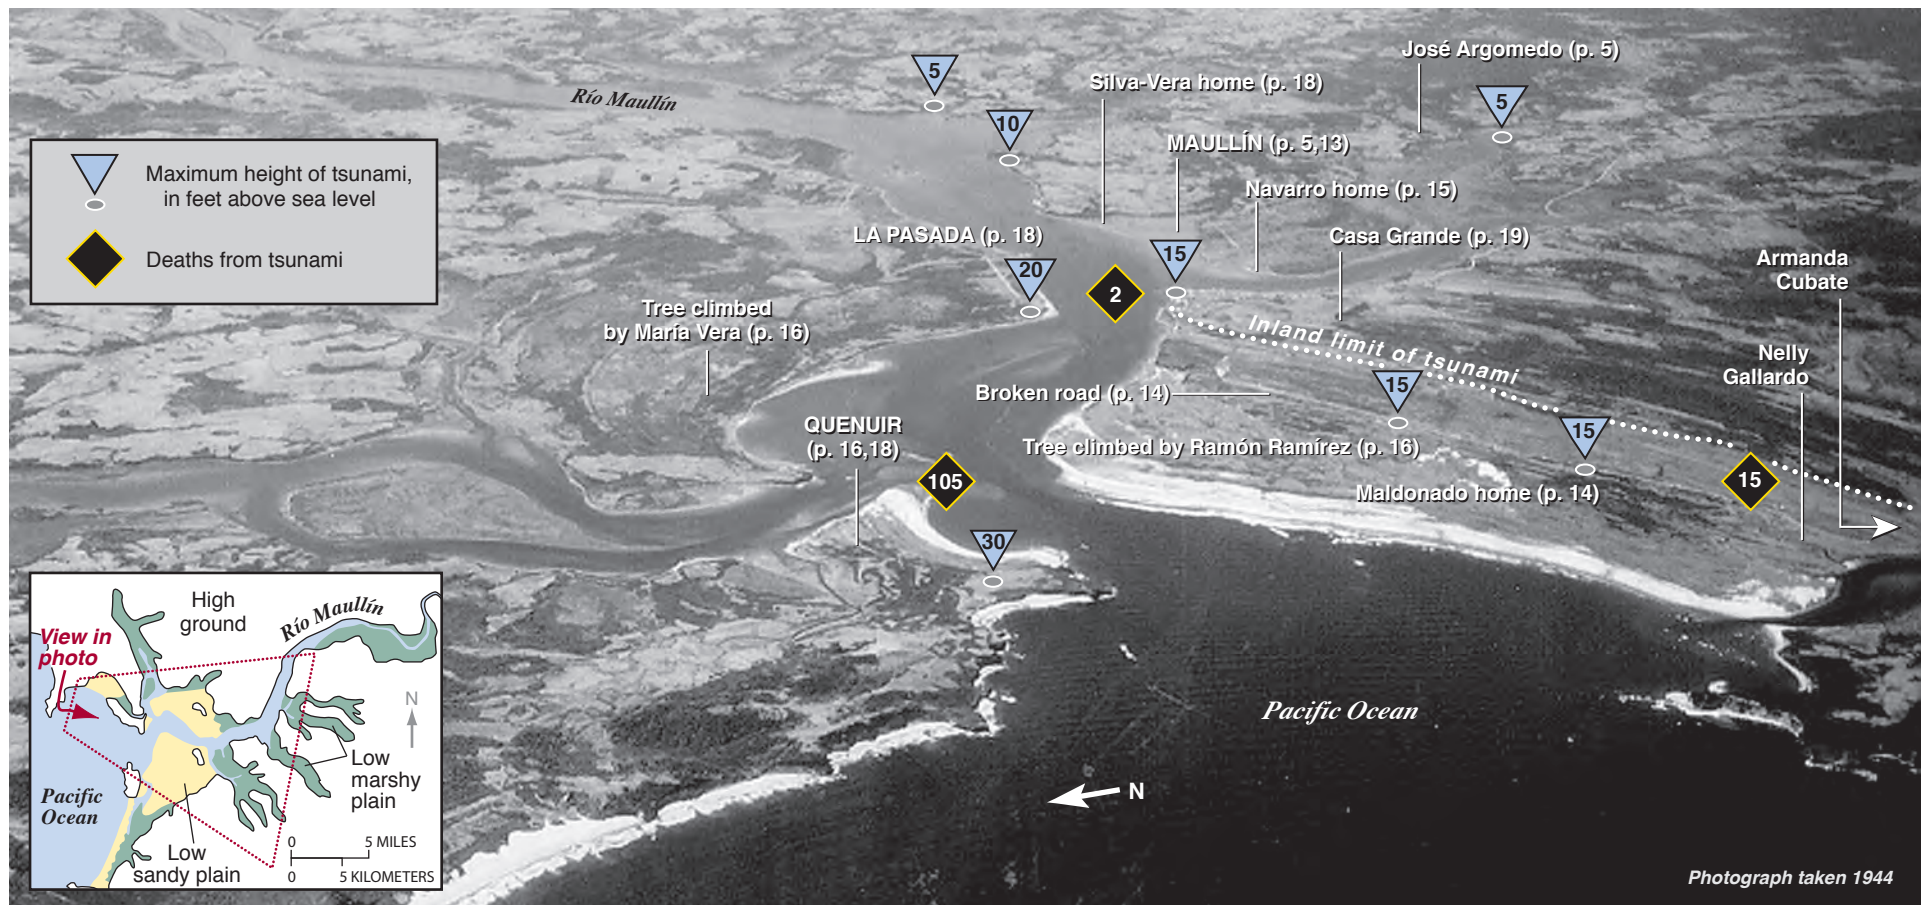 5
Río Maullín
10
Silva-Vera home (p. 18)
José Argomedo (p. 5)
5
MAULLÍN (p. 5,13)
Navarro home (p. 15)
Maximum height of tsunami,
in feet above sea level
Deaths from tsunami
LA PASADA (p. 18)
20
2
15
Casa Grande (p. 19)
Armanda
Cubate
Tree climbed
by María Vera (p. 16)
Inland limit of tsunami
Nelly
Gallardo
Broken road (p. 14)
15
QUENUIR
(p. 16,18)
Tree climbed by Ramón Ramírez (p. 16)
15
105
Maldonado home (p. 14)
15
30
High
ground
Río Maullín
View in
photo
N
Low
marshy
plain
Pacific
Ocean
Low
sandy plain
0 5 MILES
0 5 KILOMETERS
Pacific Ocean
N
Photograph taken 1944